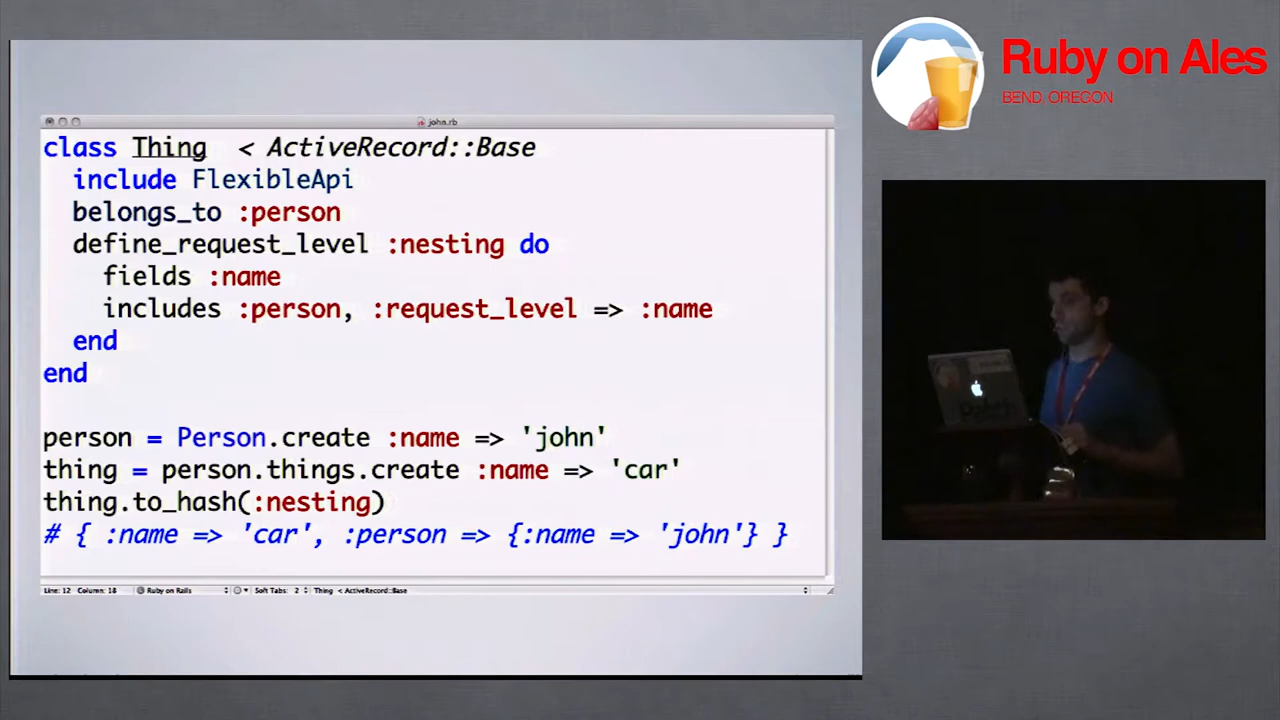 Ruby on Ales
BEND, OREGON
john.rb
class Thing < ActiveRecord::Base
include FlexibleApi
belongs_to :person
define_request_level :nesting do
fields :name
includes :person, :request_level => :name
end
end
person = Person.create :name => 'john'
thing = person.things.create :name => 'car'
thing.to_hash(:nesting)
# { :name => 'car', :person => {:name => 'john'} }
Line: 12 Column: 18 Ruby on Rails Soft Tabs: 2 Thing < ActiveRecord::Base